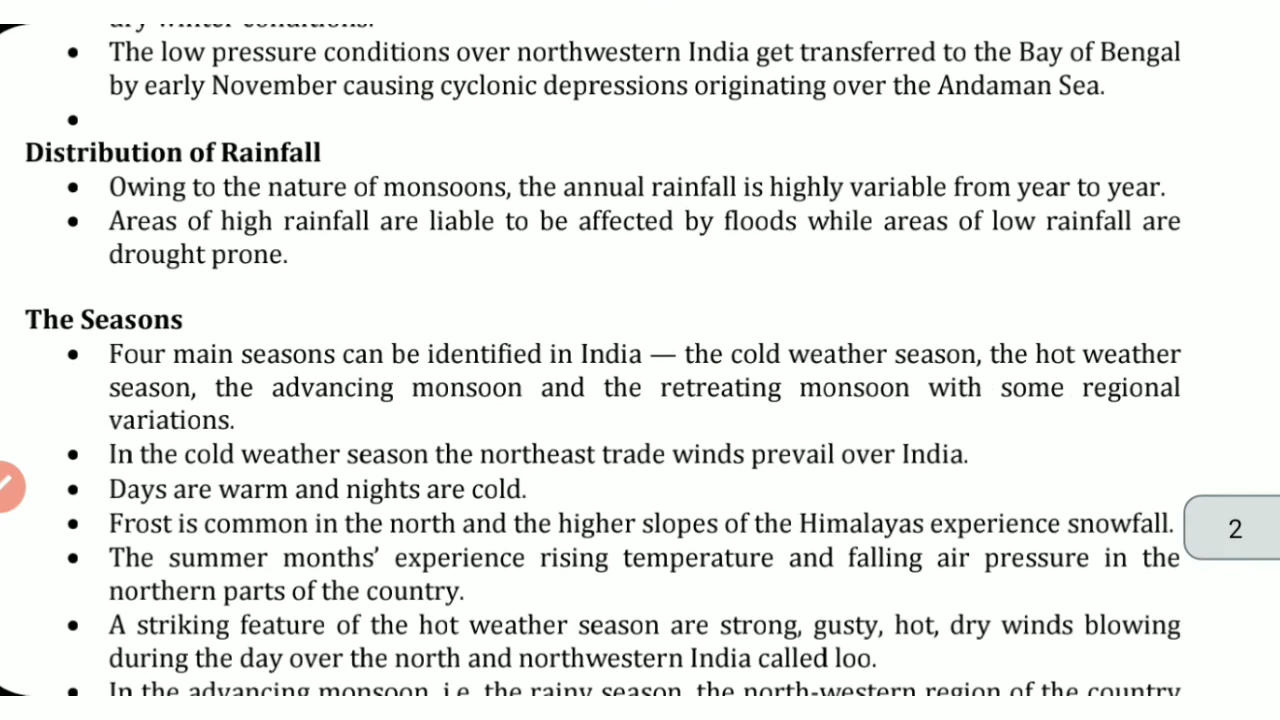 dry winter conditions.
• The low pressure conditions over northwestern India get transferred to the Bay of Bengal
by early November causing cyclonic depressions originating over the Andaman Sea.
•
Distribution of Rainfall
• Owing to the nature of monsoons, the annual rainfall is highly variable from year to year.
• Areas of high rainfall are liable to be affected by floods while areas of low rainfall are
drought prone.
The Seasons
• Four main seasons can be identified in India — the cold weather season, the hot weather
season, the advancing monsoon and the retreating monsoon with some regional
variations.
• In the cold weather season the northeast trade winds prevail over India.
• Days are warm and nights are cold.
• Frost is common in the north and the higher slopes of the Himalayas experience snowfall.
2
• The summer months’ experience rising temperature and falling air pressure in the
northern parts of the country.
• A striking feature of the hot weather season are strong, gusty, hot, dry winds blowing
during the day over the north and northwestern India called loo.
• In the advancing monsoon, i.e. the rainy season, the north-western region of the country